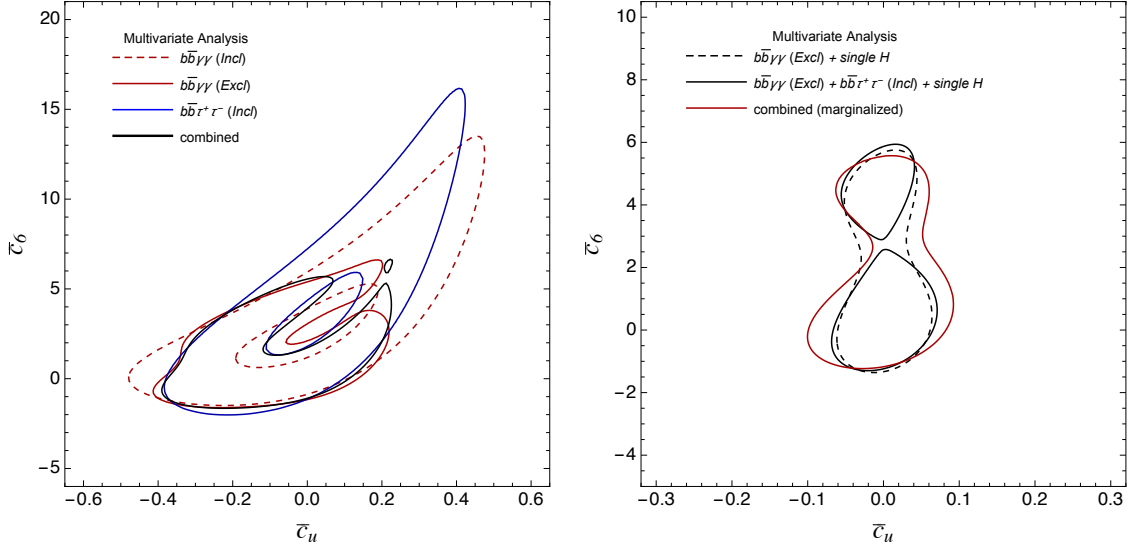 Multivariate Analysis
bb̅γγ (Incl)
bb̅γγ (Excl)
bb̅τ⁺τ⁻ (Incl)
combined
20
15
10
5
0
−5
c̅₆
−0.6 −0.4 −0.2 0.0 0.2 0.4 0.6
c̅ᵤ
Multivariate Analysis
bb̅γγ (Excl) + single H
bb̅γγ (Excl) + bb̅τ⁺τ⁻ (Incl) + single H
combined (marginalized)
10
8
6
4
2
0
−2
−4
c̅₆
−0.3 −0.2 −0.1 0.0 0.1 0.2 0.3
c̅ᵤ